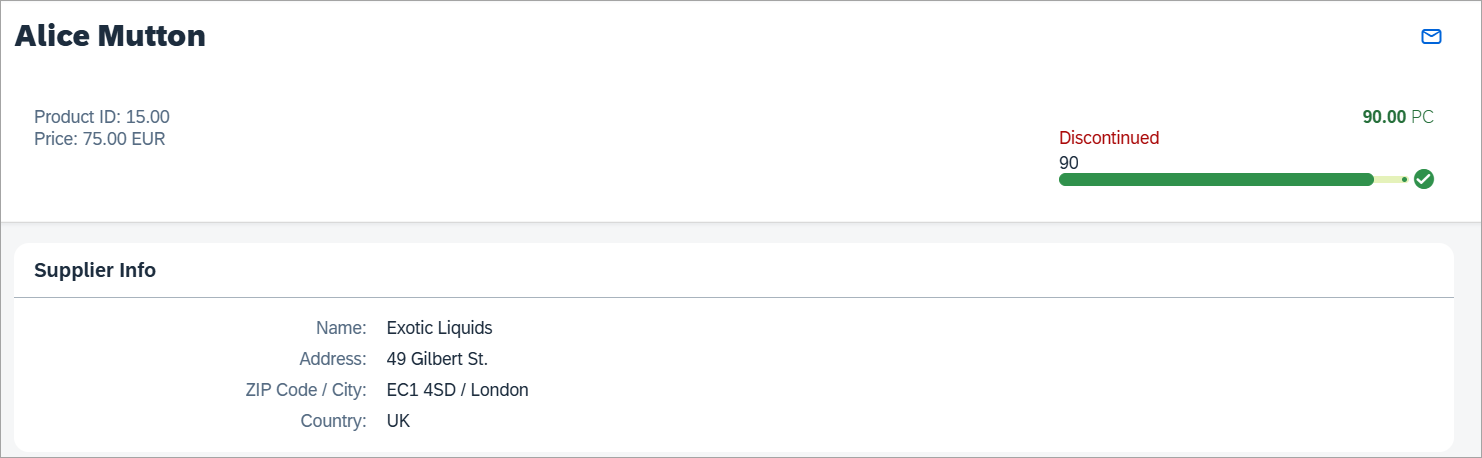 Alice Mutton
Product ID: 15.00
Price: 75.00 EUR
90.00 PC
Discontinued
90
Supplier Info
Name: Exotic Liquids
Address: 49 Gilbert St.
ZIP Code / City: EC1 4SD / London
Country: UK